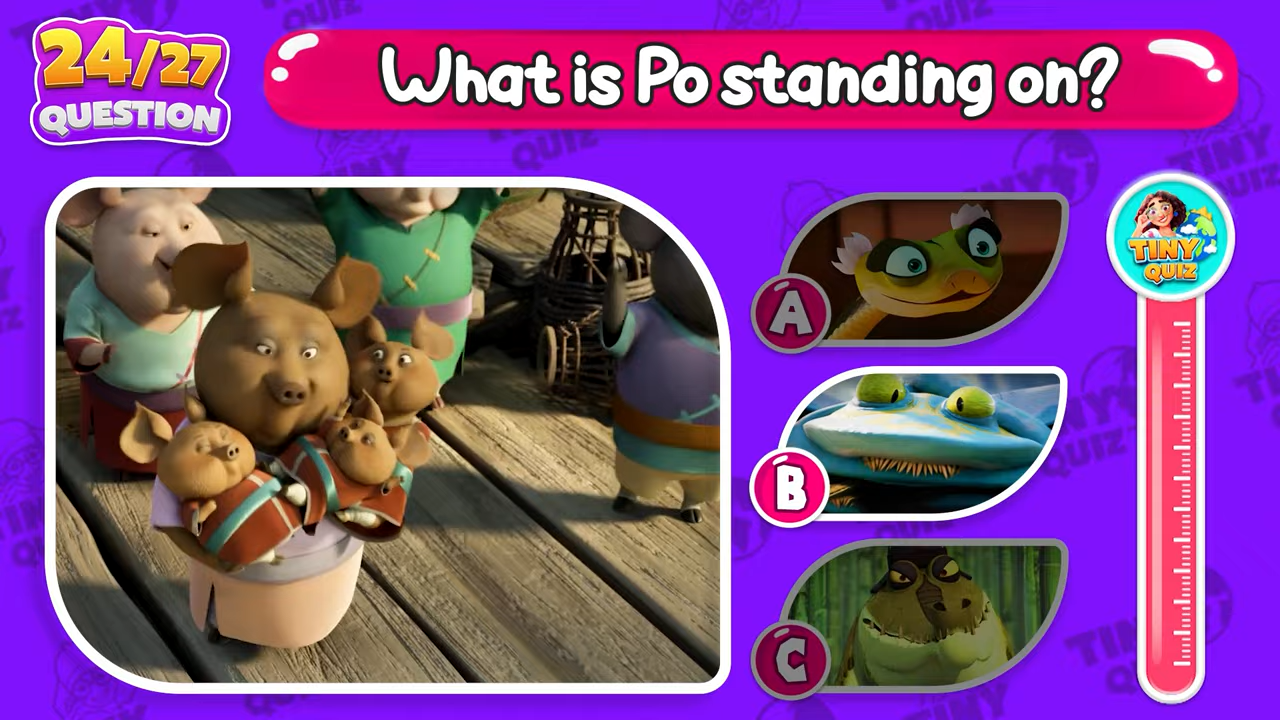 24/27
QUESTION
What is Po standing on?
A
B
C
TINY
QUIZ